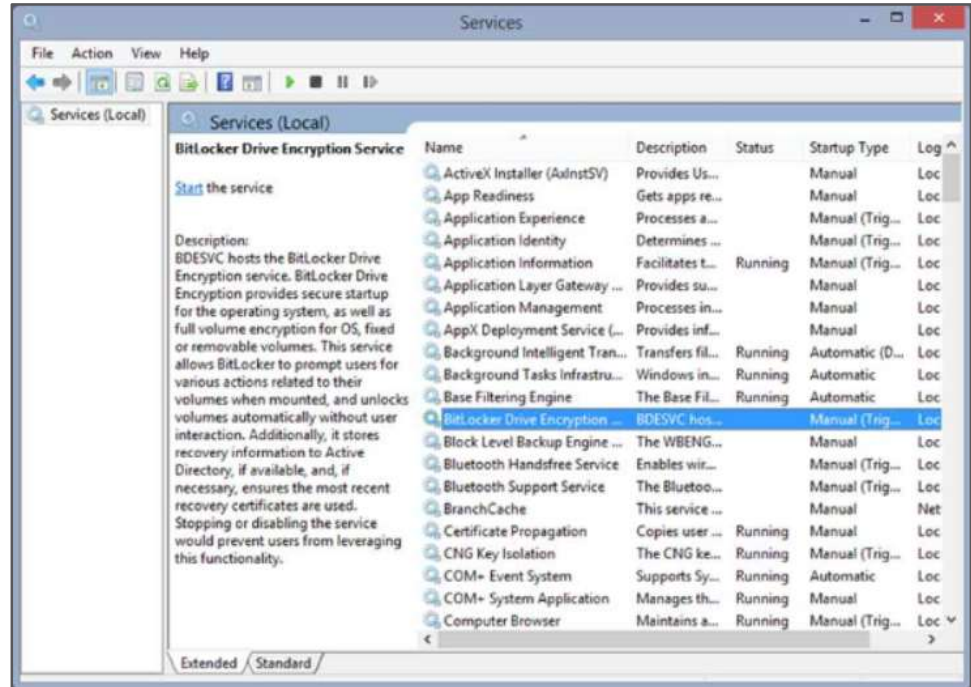 Services
File Action View Help
Services (Local)
Services (Local)
BitLocker Drive Encryption Service
Start the service
Description:
BDESVC hosts the BitLocker Drive
Encryption service. BitLocker Drive
Encryption provides secure startup
for the operating system, as well as
full volume encryption for OS, fixed
or removable volumes. This service
allows BitLocker to prompt users for
various actions related to their
volumes when mounted, and unlocks
volumes automatically without user
interaction. Additionally, it stores
recovery information to Active
Directory, if available, and, if
necessary, ensures the most recent
recovery certificates are used.
Stopping or disabling the service
would prevent users from leveraging
this functionality.
Name Description Status Startup Type Log
ActiveX Installer (AxInstSV) Provides Us... Manual Loc
App Readiness Gets apps re... Manual Loc
Application Experience Processes a... Manual (Trig... Loc
Application Identity Determines ... Manual (Trig... Loc
Application Information Facilitates t... Running Manual (Trig... Loc
Application Layer Gateway ... Provides su... Manual Loc
Application Management Processes in... Manual Loc
AppX Deployment Service (... Provides inf... Manual Loc
Background Intelligent Tran... Transfers fil... Running Automatic (D... Loc
Background Tasks Infrastru... Windows in... Running Automatic Loc
Base Filtering Engine The Base Fil... Running Automatic Loc
BitLocker Drive Encryption ... BDESVC hos... Manual (Trig... Loc
Block Level Backup Engine ... The WBENG... Manual Loc
Bluetooth Handsfree Service Enables wir... Manual (Trig... Loc
Bluetooth Support Service The Bluetoo... Manual (Trig... Loc
BranchCache This service ... Manual Net
Certificate Propagation Copies user ... Running Manual Loc
CNG Key Isolation The CNG ke... Running Manual (Trig... Loc
COM+ Event System Supports Sy... Running Automatic Loc
COM+ System Application Manages th... Running Manual Loc
Computer Browser Maintains a... Running Manual (Trig... Loc
Extended Standard